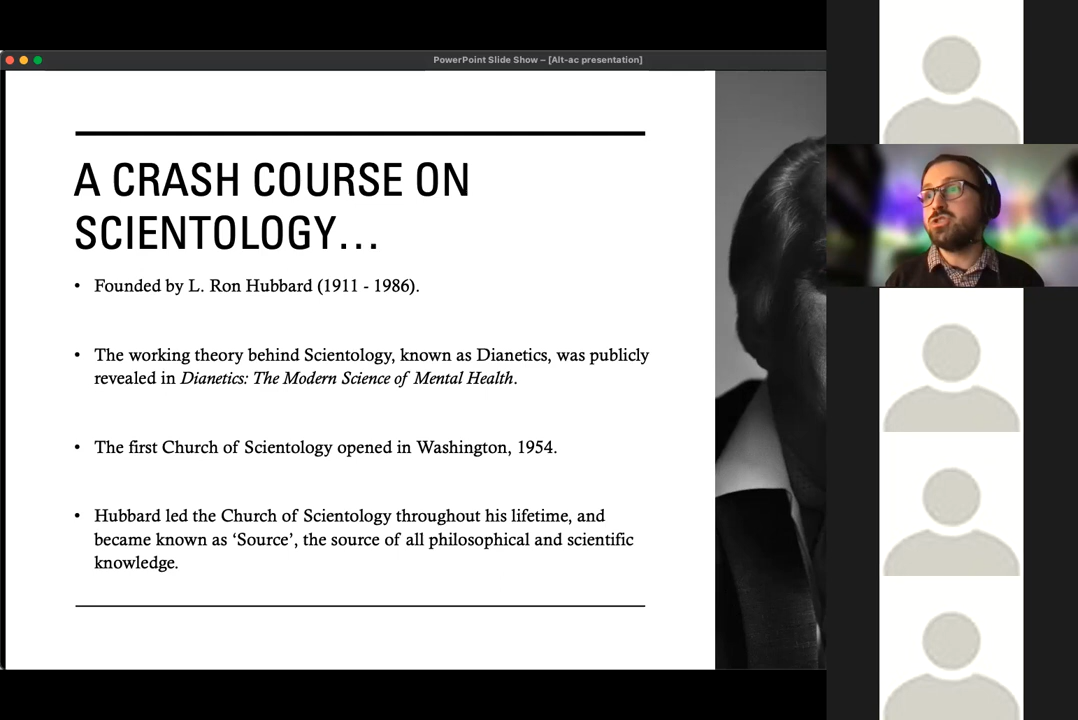 PowerPoint Slide Show – [Alt-ac presentation]
A CRASH COURSE ON
SCIENTOLOGY…
• Founded by L. Ron Hubbard (1911 - 1986).
• The working theory behind Scientology, known as Dianetics, was publicly
revealed in Dianetics: The Modern Science of Mental Health.
• The first Church of Scientology opened in Washington, 1954.
• Hubbard led the Church of Scientology throughout his lifetime, and
became known as ‘Source’, the source of all philosophical and scientific
knowledge.